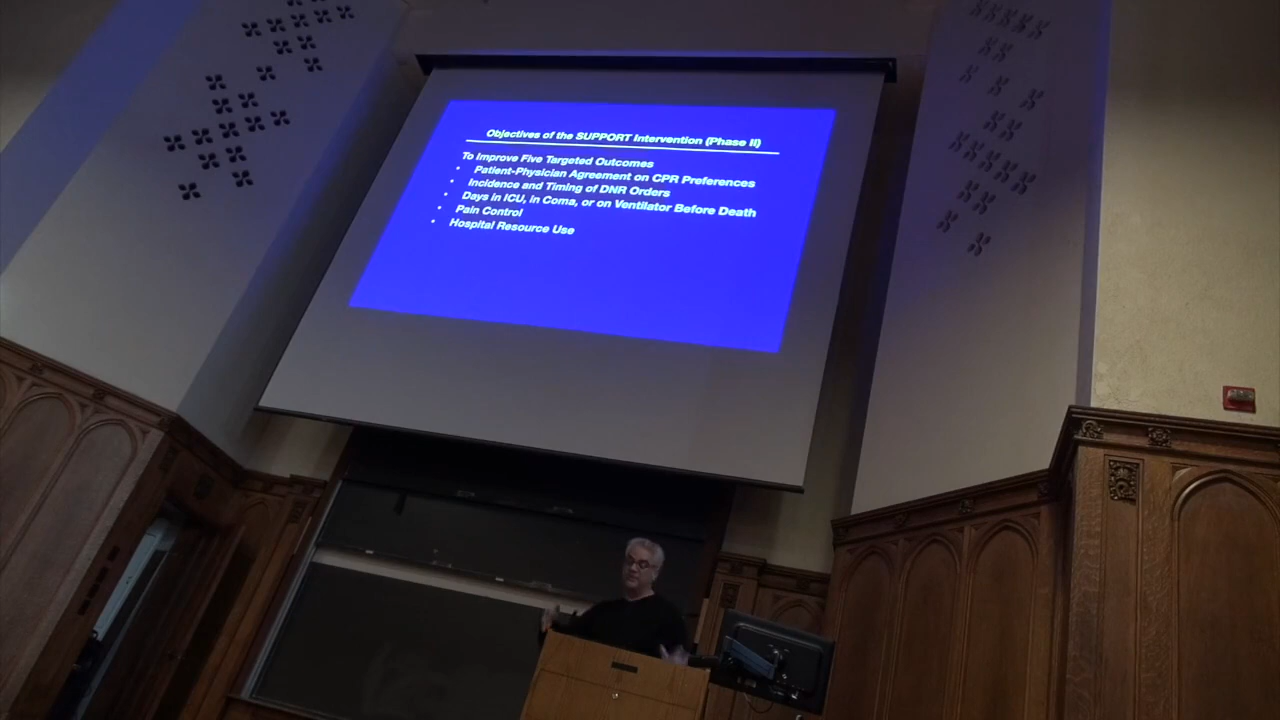 Objectives of the SUPPORT Intervention (Phase II)
To Improve Five Targeted Outcomes
• Patient-Physician Agreement on CPR Preferences
• Incidence and Timing of DNR Orders
• Days in ICU, in Coma, or on Ventilator Before Death
• Pain Control
• Hospital Resource Use